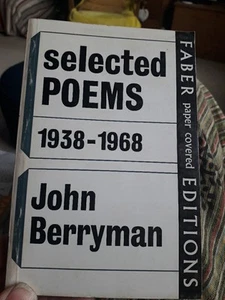 selected
POEMS
1938-1968
John
Berryman
FABER paper covered EDITIONS